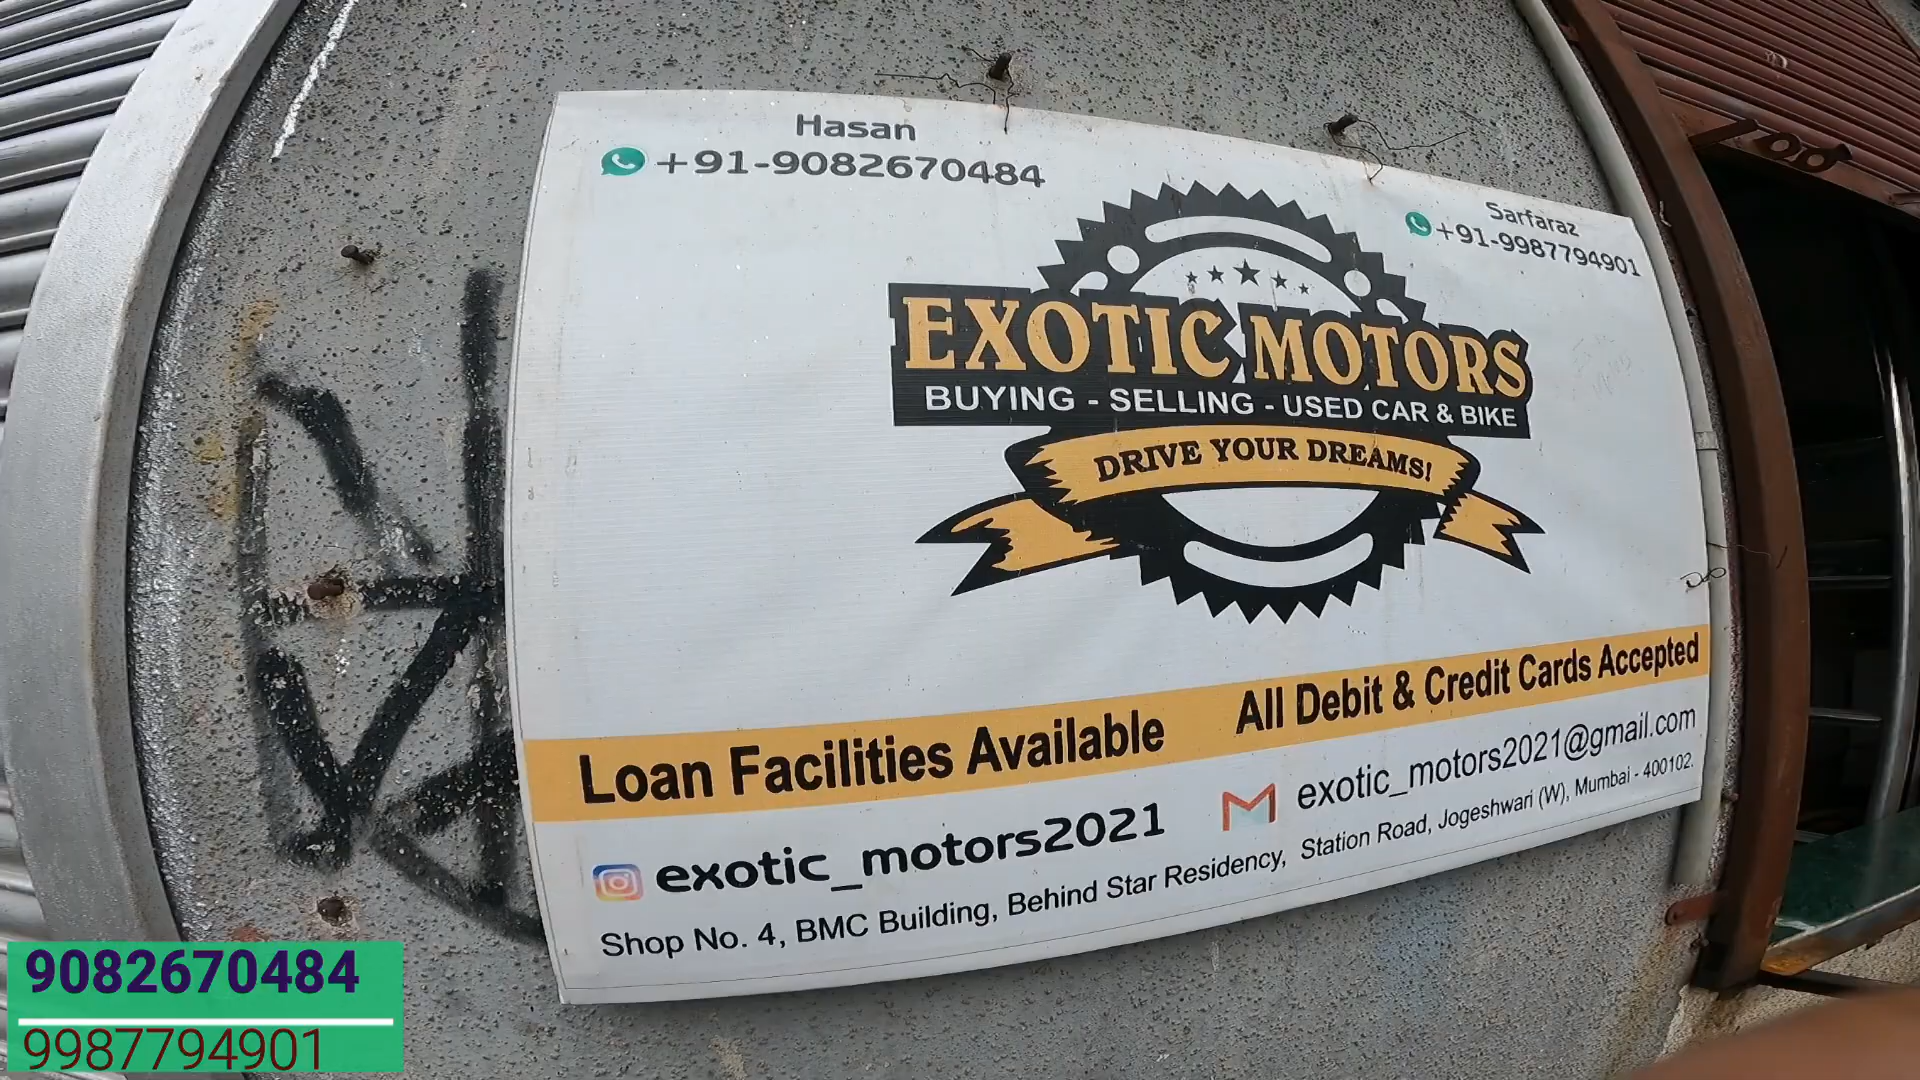 Hasan
+91-9082670484
Sarfaraz
+91-9987794901
EXOTIC MOTORS
BUYING - SELLING - USED CAR & BIKE
DRIVE YOUR DREAMS!
Loan Facilities Available
All Debit & Credit Cards Accepted
exotic_motors2021
exotic_motors2021@gmail.com
Shop No. 4, BMC Building, Behind Star Residency, Station Road, Jogeshwari (W), Mumbai - 400102.
9082670484
9987794901